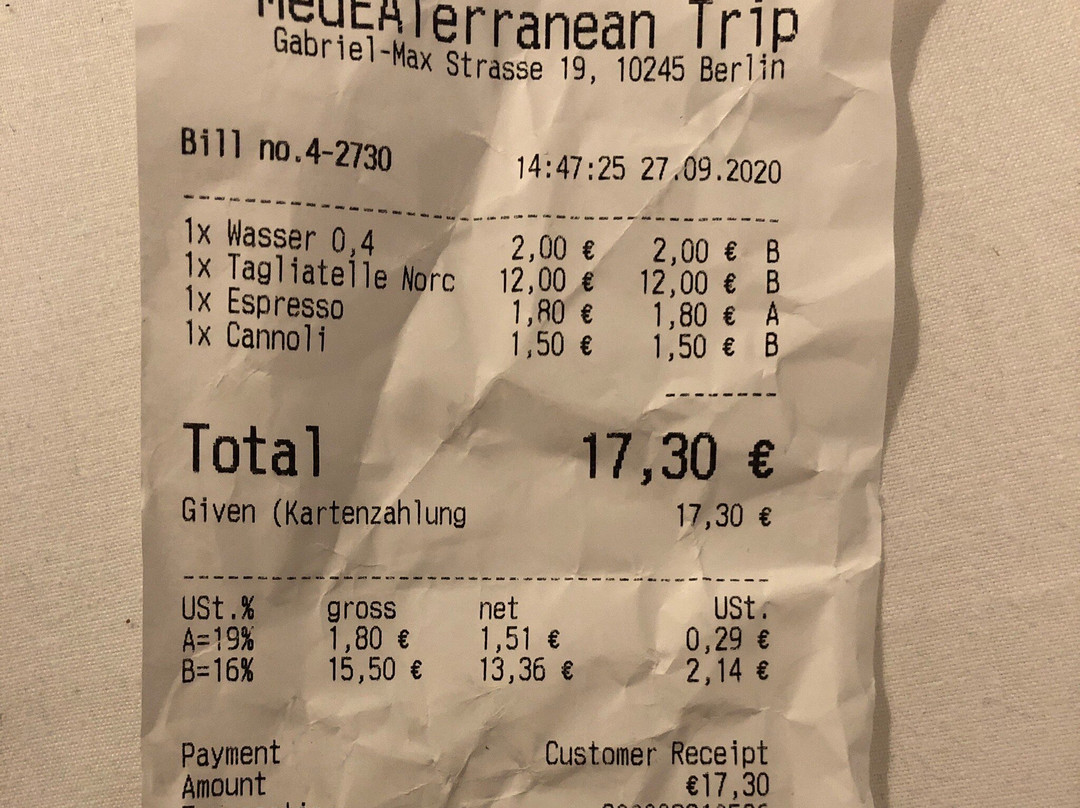 MedEATerranean Trip
Gabriel-Max Strasse 19, 10245 Berlin
Bill no.4-2730 14:47:25 27.09.2020
1x Wasser 0,4 2,00 € 2,00 € B
1x Tagliatelle Norc 12,00 € 12,00 € B
1x Espresso 1,80 € 1,80 € A
1x Cannoli 1,50 € 1,50 € B
Total 17,30 €
Given (Kartenzahlung 17,30 €
USt.% gross net USt.
A=19% 1,80 € 1,51 € 0,29 €
B=16% 15,50 € 13,36 € 2,14 €
Payment Customer Receipt
Amount €17,30